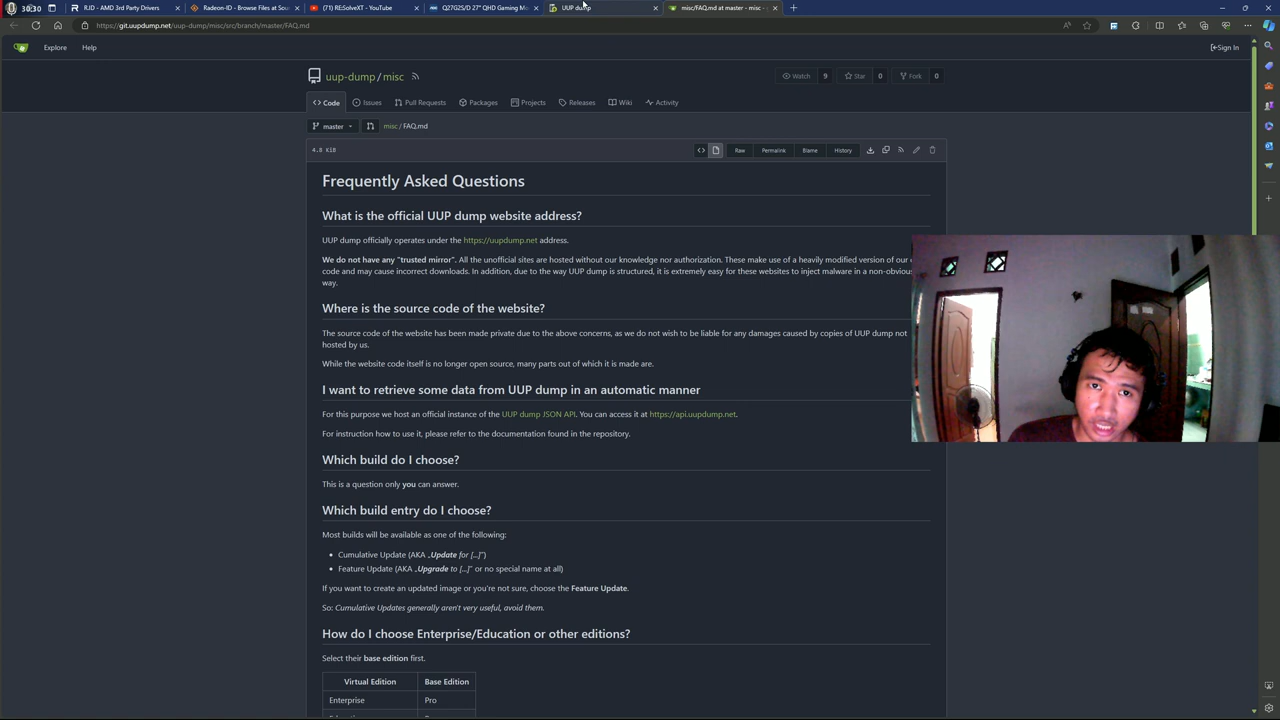 30:30
RJD - AMD 3rd Party Drivers
Radeon-ID - Browse Files at Sou
(71) RESolveXT - YouTube
Q27G2S/D 27" QHD Gaming Mo
UUP dump
misc/FAQ.md at master - misc -
https://git.uupdump.net/uup-dump/misc/src/branch/master/FAQ.md
Explore
Help
Sign In
uup-dump / misc
Watch 9
Star 0
Fork 0
Code
Issues
Pull Requests
Packages
Projects
Releases
Wiki
Activity
master
misc / FAQ.md
4.8 KiB
Raw
Permalink
Blame
History
Frequently Asked Questions
What is the official UUP dump website address?
UUP dump officially operates under the https://uupdump.net address.
We do not have any "trusted mirror". All the unofficial sites are hosted without our knowledge nor authorization. These make use of a heavily modified version of our
code and may cause incorrect downloads. In addition, due to the way UUP dump is structured, it is extremely easy for these websites to inject malware in a non-obvious
way.
Where is the source code of the website?
The source code of the website has been made private due to the above concerns, as we do not wish to be liable for any damages caused by copies of UUP dump not
hosted by us.
While the website code itself is no longer open source, many parts out of which it is made are.
I want to retrieve some data from UUP dump in an automatic manner
For this purpose we host an official instance of the UUP dump JSON API. You can access it at https://api.uupdump.net.
For instruction how to use it, please refer to the documentation found in the repository.
Which build do I choose?
This is a question only you can answer.
Which build entry do I choose?
Most builds will be available as one of the following:
• Cumulative Update (AKA „Update for [...]")
• Feature Update (AKA „Upgrade to [...]" or no special name at all)
If you want to create an updated image or you're not sure, choose the Feature Update.
So: Cumulative Updates generally aren't very useful, avoid them.
How do I choose Enterprise/Education or other editions?
Select their base edition first.
Virtual Edition Base Edition
Enterprise Pro